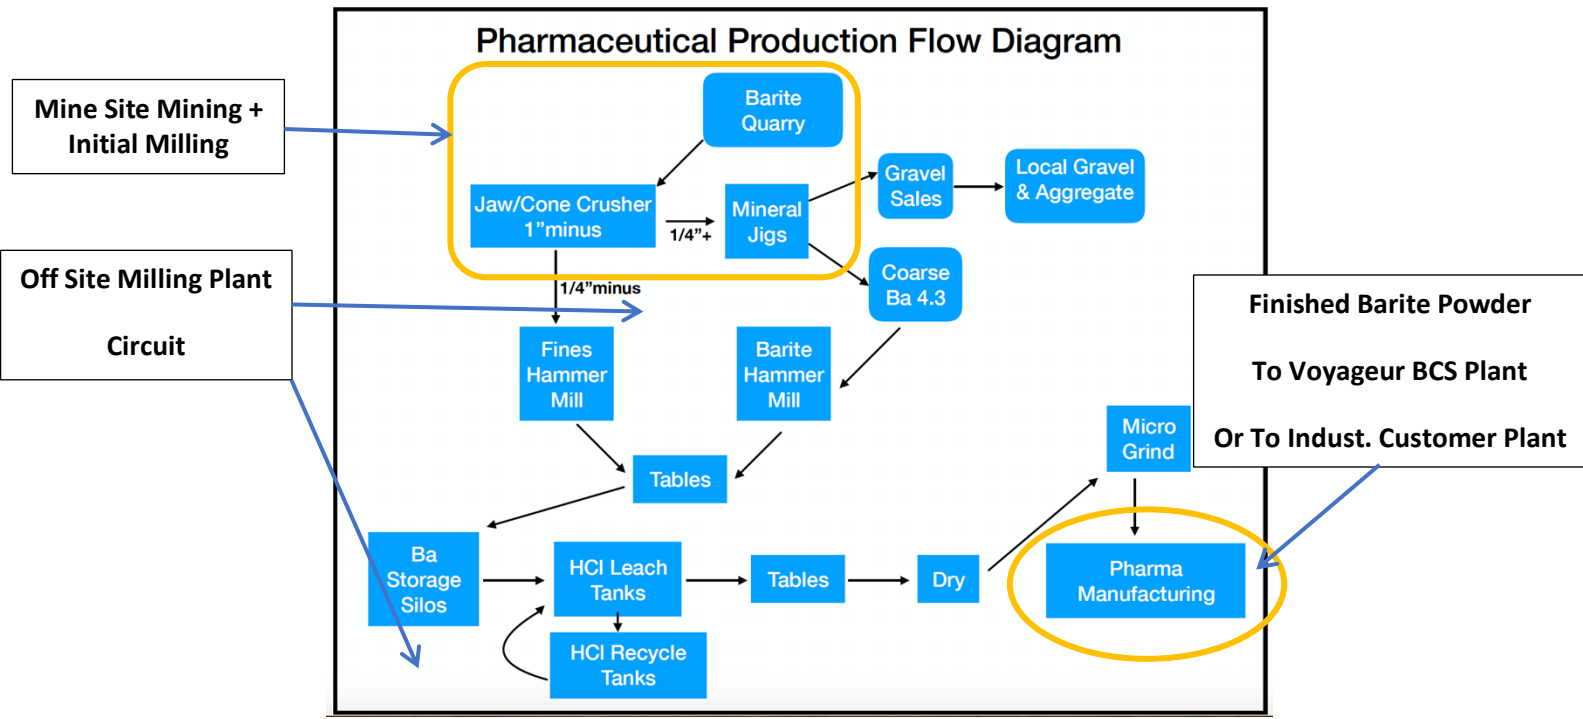 Pharmaceutical Production Flow Diagram
Mine Site Mining +
Initial Milling
Barite
Quarry
Jaw/Cone Crusher
1”minus
1/4”+
Mineral
Jigs
Gravel
Sales
Local Gravel
& Aggregate
Coarse
Ba 4.3
1/4”minus
Off Site Milling Plant
Circuit
Fines
Hammer
Mill
Barite
Hammer
Mill
Finished Barite Powder
To Voyageur BCS Plant
Or To Indust. Customer Plant
Micro
Grind
Tables
Ba
Storage
Silos
HCl Leach
Tanks
Tables
Dry
Pharma
Manufacturing
HCl Recycle
Tanks